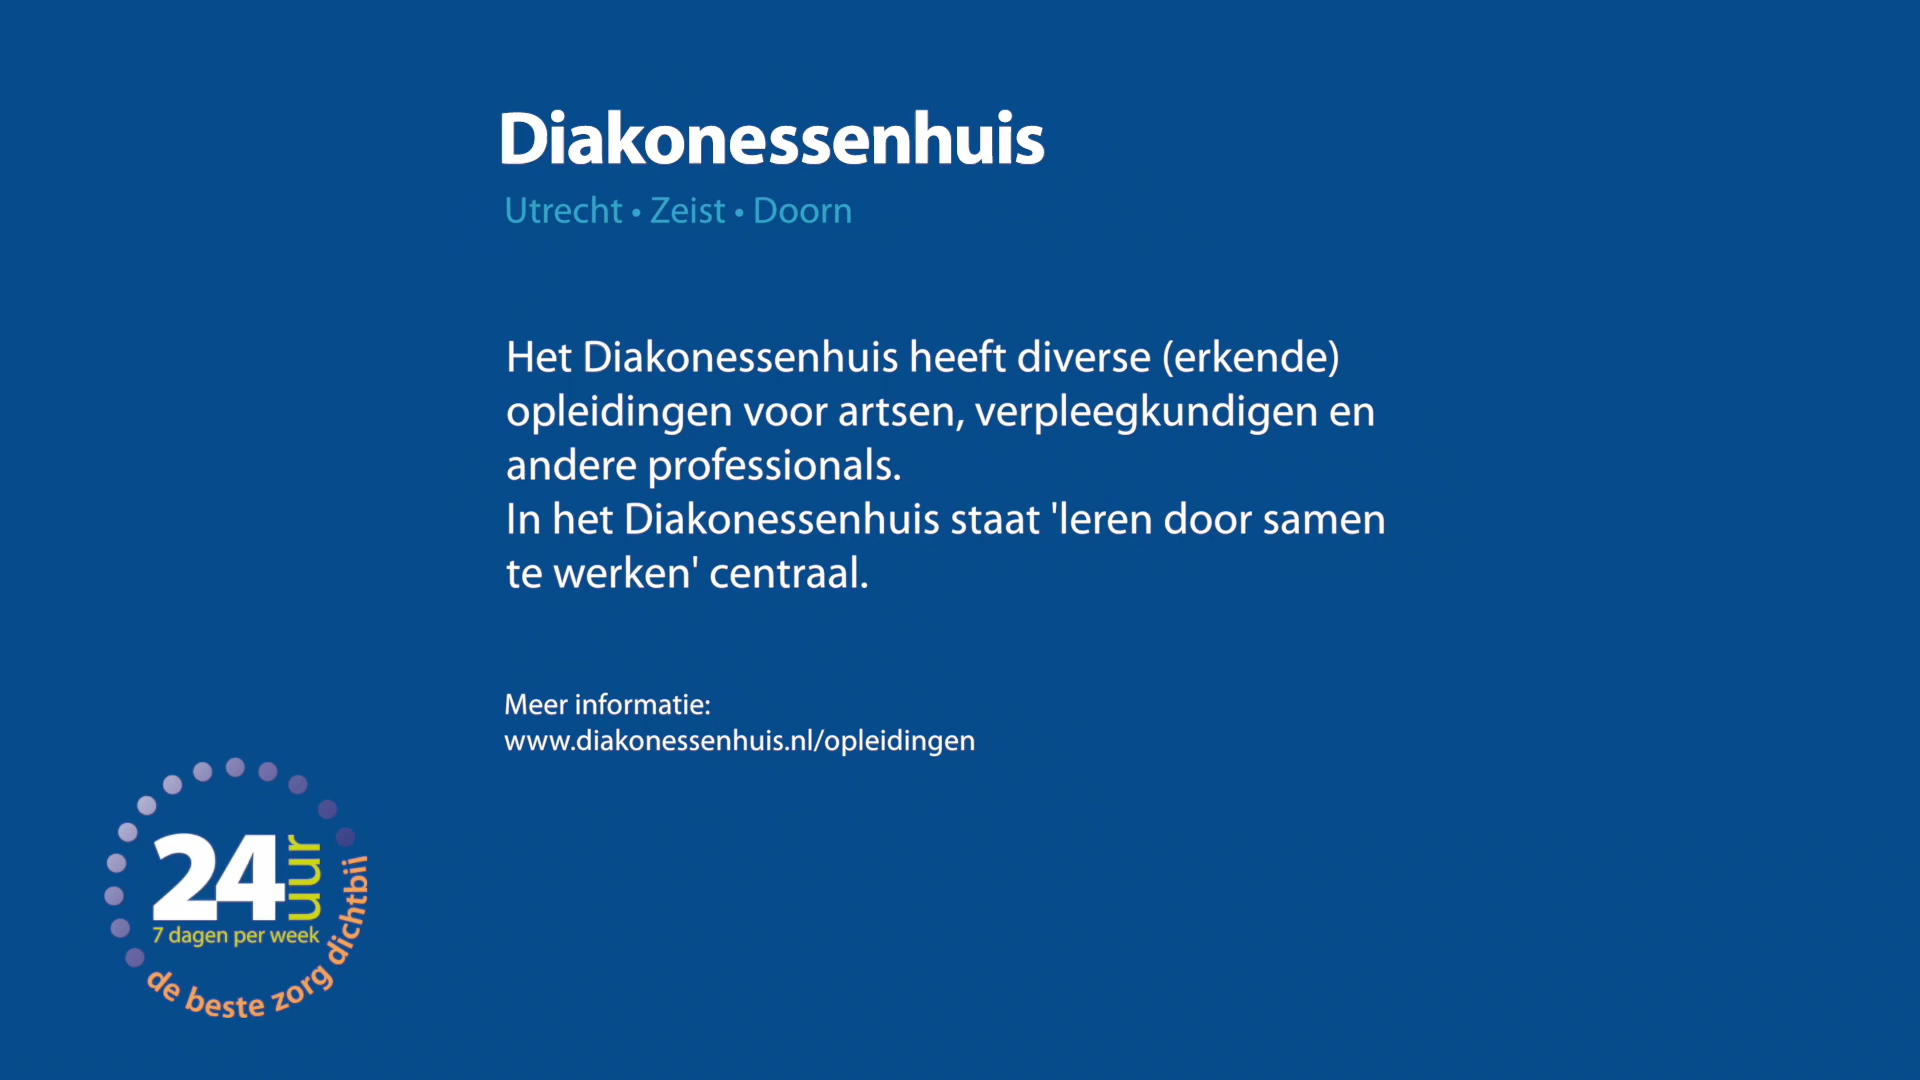 Diakonessenhuis
Utrecht • Zeist • Doorn
Het Diakonessenhuis heeft diverse (erkende)
opleidingen voor artsen, verpleegkundigen en
andere professionals.
In het Diakonessenhuis staat 'leren door samen
te werken' centraal.
Meer informatie:
www.diakonessenhuis.nl/opleidingen
24 uur
7 dagen per week
de beste zorg dichtbij